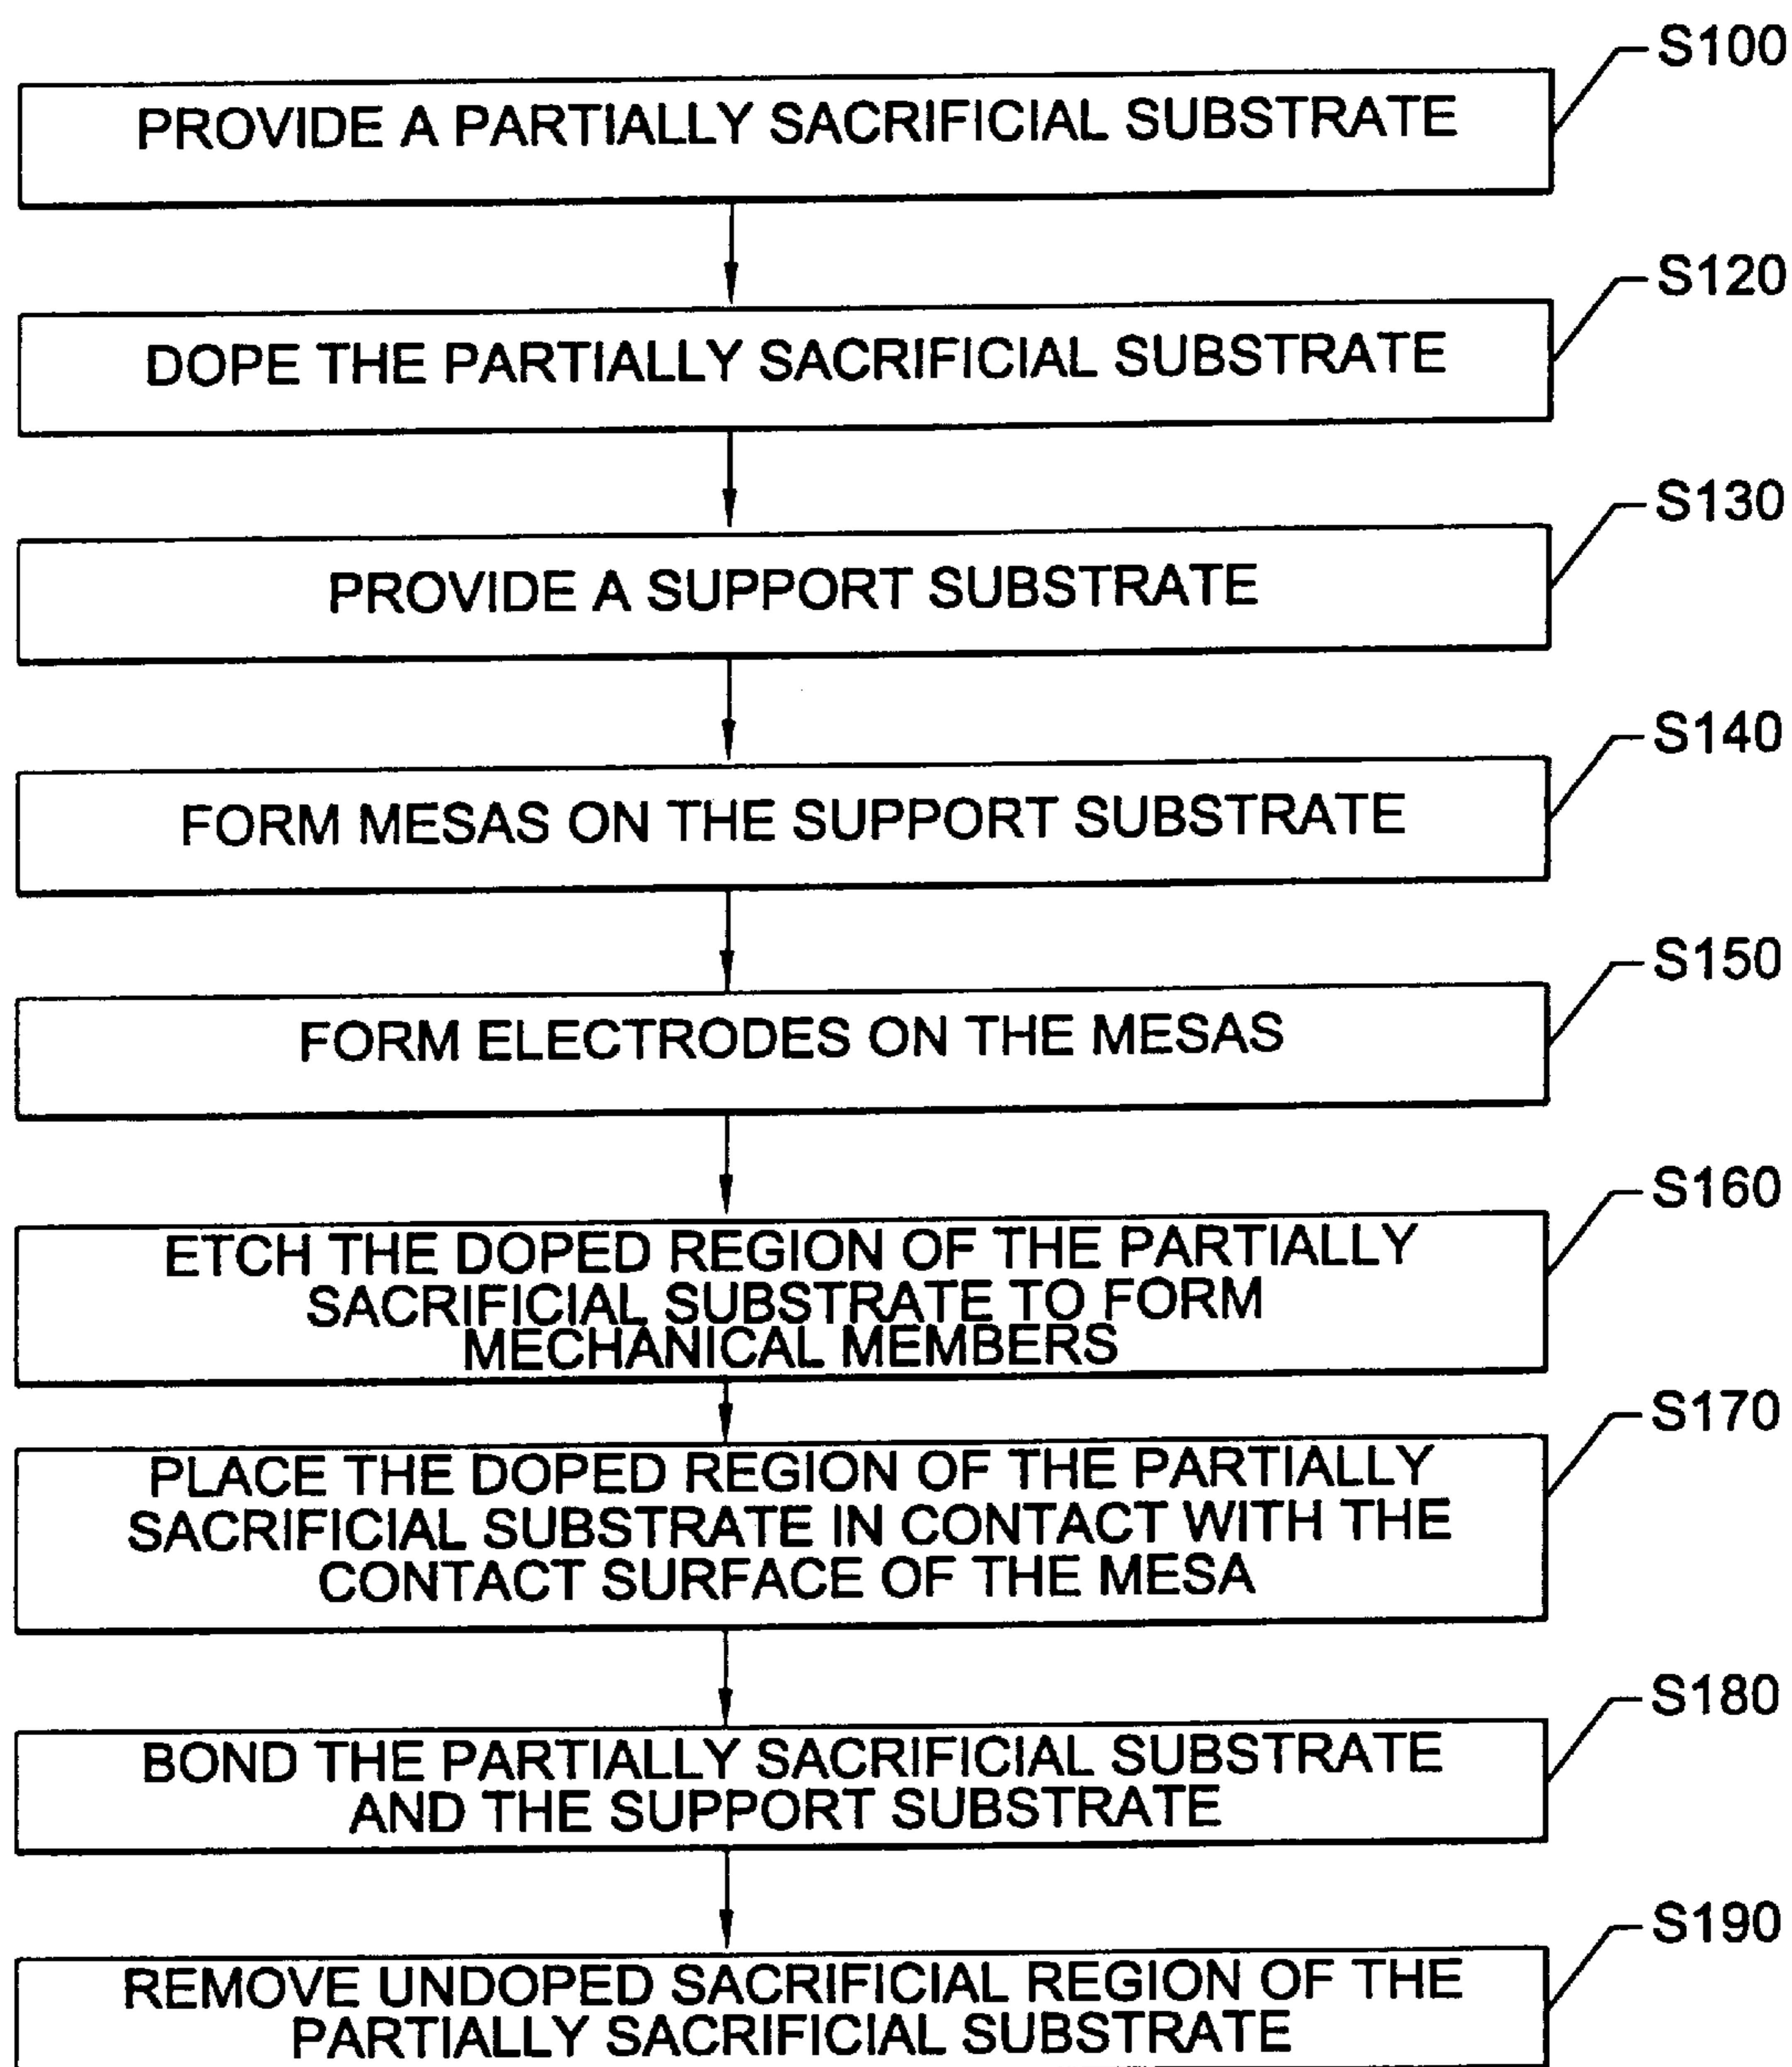 S100
PROVIDE A PARTIALLY SACRIFICIAL SUBSTRATE
S120
DOPE THE PARTIALLY SACRIFICIAL SUBSTRATE
S130
PROVIDE A SUPPORT SUBSTRATE
S140
FORM MESAS ON THE SUPPORT SUBSTRATE
S150
FORM ELECTRODES ON THE MESAS
S160
ETCH THE DOPED REGION OF THE PARTIALLY
SACRIFICIAL SUBSTRATE TO FORM
MECHANICAL MEMBERS
S170
PLACE THE DOPED REGION OF THE PARTIALLY
SACRIFICIAL SUBSTRATE IN CONTACT WITH THE
CONTACT SURFACE OF THE MESA
S180
BOND THE PARTIALLY SACRIFICIAL SUBSTRATE
AND THE SUPPORT SUBSTRATE
S190
REMOVE UNDOPED SACRIFICIAL REGION OF THE
PARTIALLY SACRIFICIAL SUBSTRATE